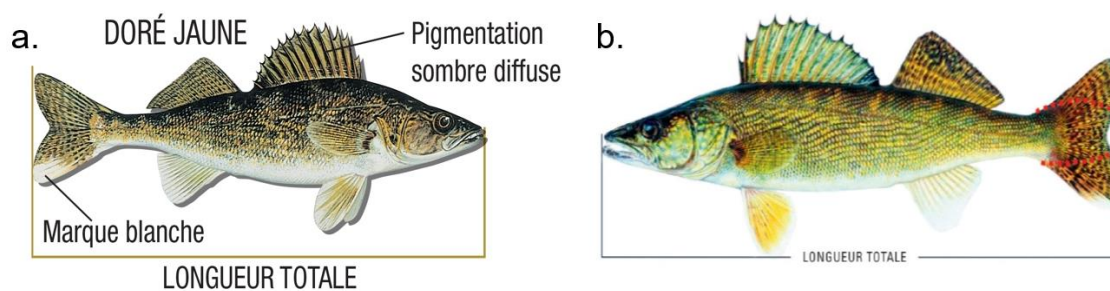 a.
DORÉ JAUNE
Pigmentation
sombre diffuse
Marque blanche
LONGUEUR TOTALE
b.
LONGUEUR TOTALE